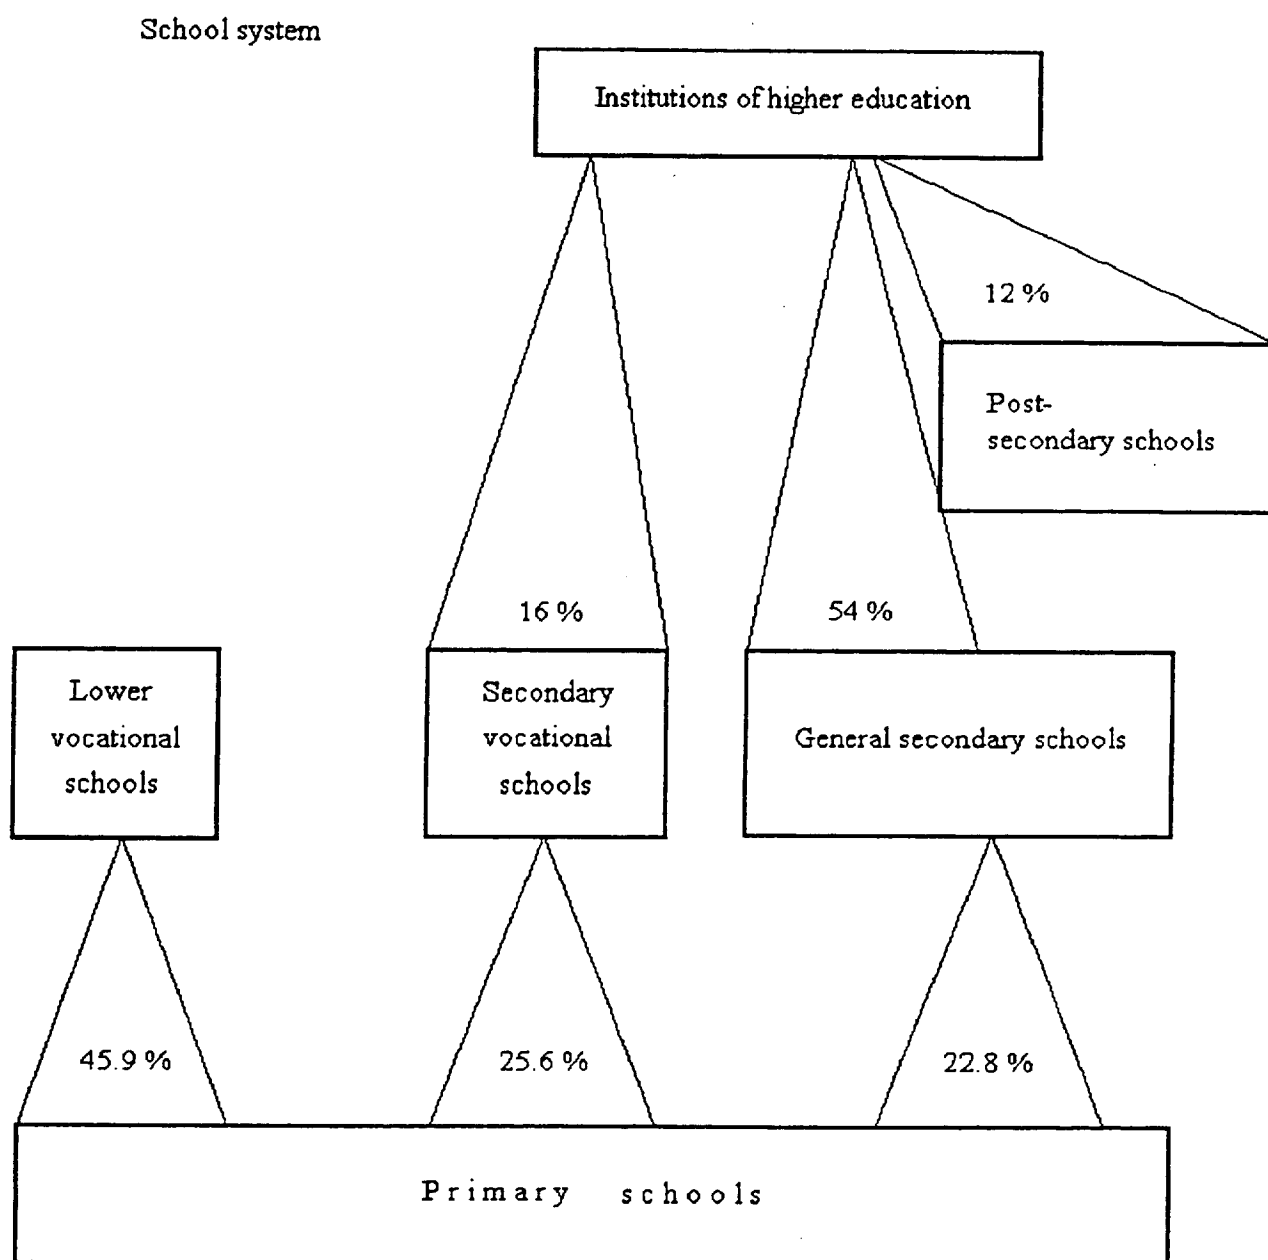 School system
Institutions of higher education
12 %
Post-
secondary schools
16 %
54 %
Lower
vocational
schools
Secondary
vocational
schools
General secondary schools
45.9 %
25.6 %
22.8 %
Primary schools